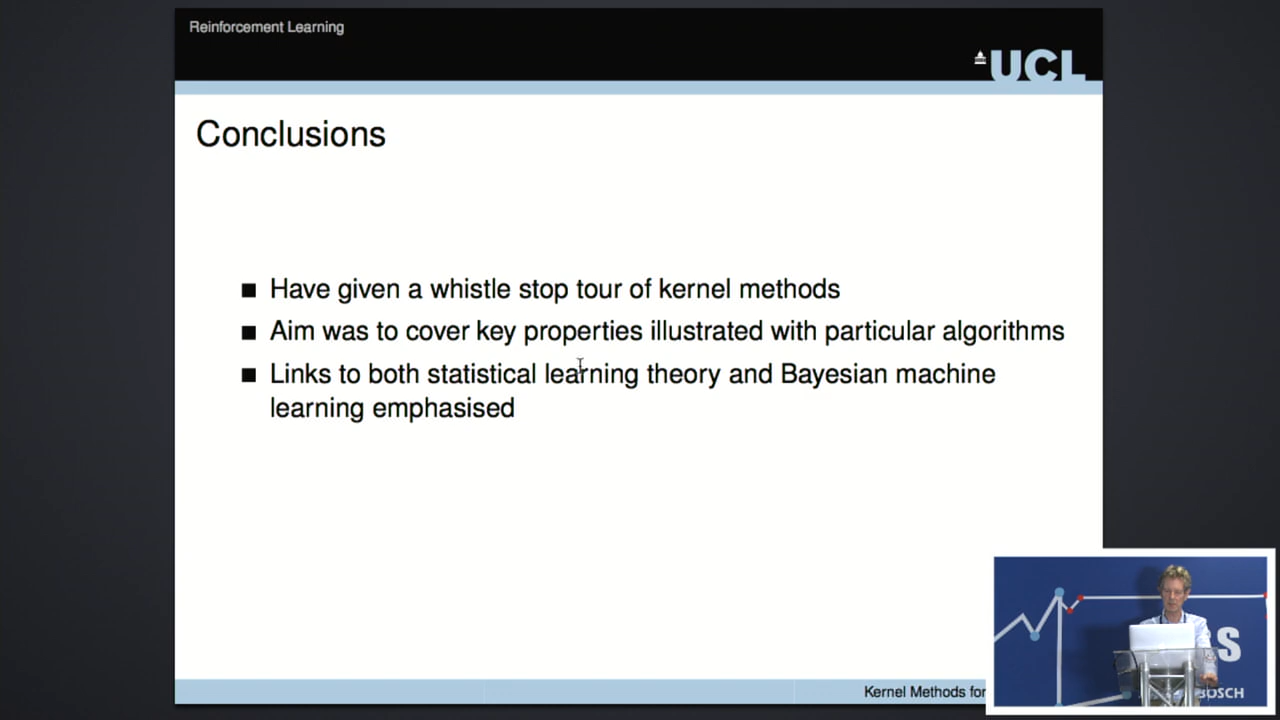 Reinforcement Learning
UCL
Conclusions
Have given a whistle stop tour of kernel methods
Aim was to cover key properties illustrated with particular algorithms
Links to both statistical learning theory and Bayesian machine
learning emphasised
Kernel Methods for
S
BOSCH